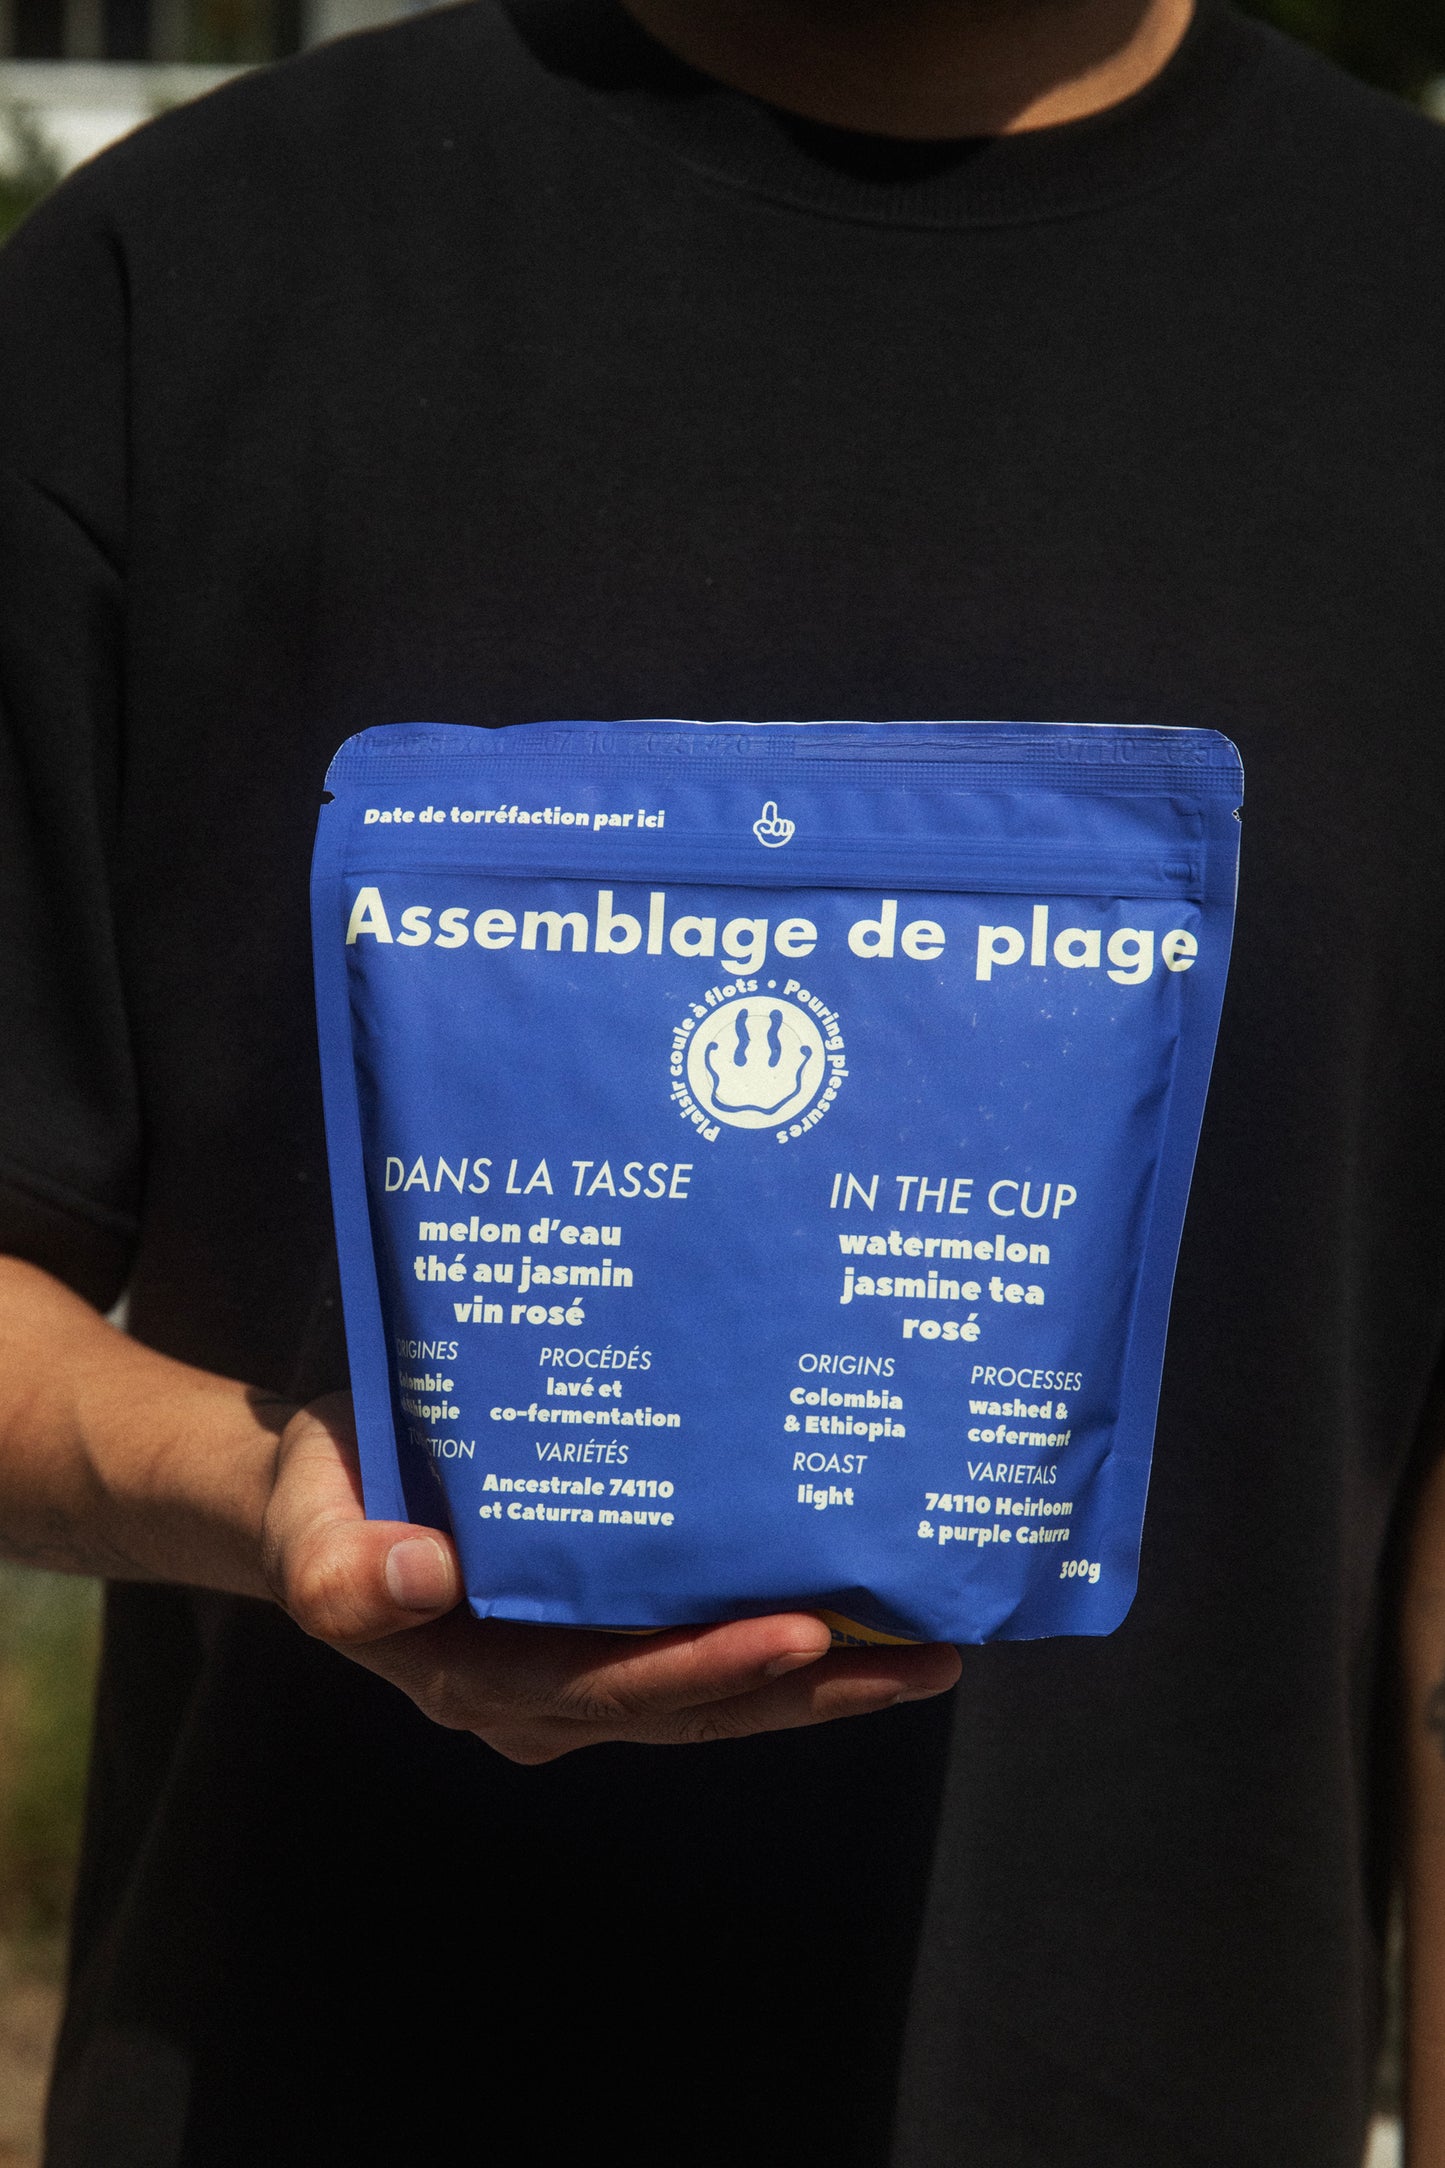 Date de torréfaction par ici
Assemblage de plage
Plaisir coule à flots • Pouring pleasures
DANS LA TASSE
melon d'eau
thé au jasmin
vin rosé
PROCÉDÉS
lavé et
co-fermentation
VARIÉTÉS
Ancestrale 74110
et Caturra mauve
IN THE CUP
watermelon
jasmine tea
rosé
ORIGINS
Colombia
& Ethiopia
PROCESSES
washed &
coferment
ROAST
light
VARIETALS
74110 Heirloom
& purple Caturra
300g